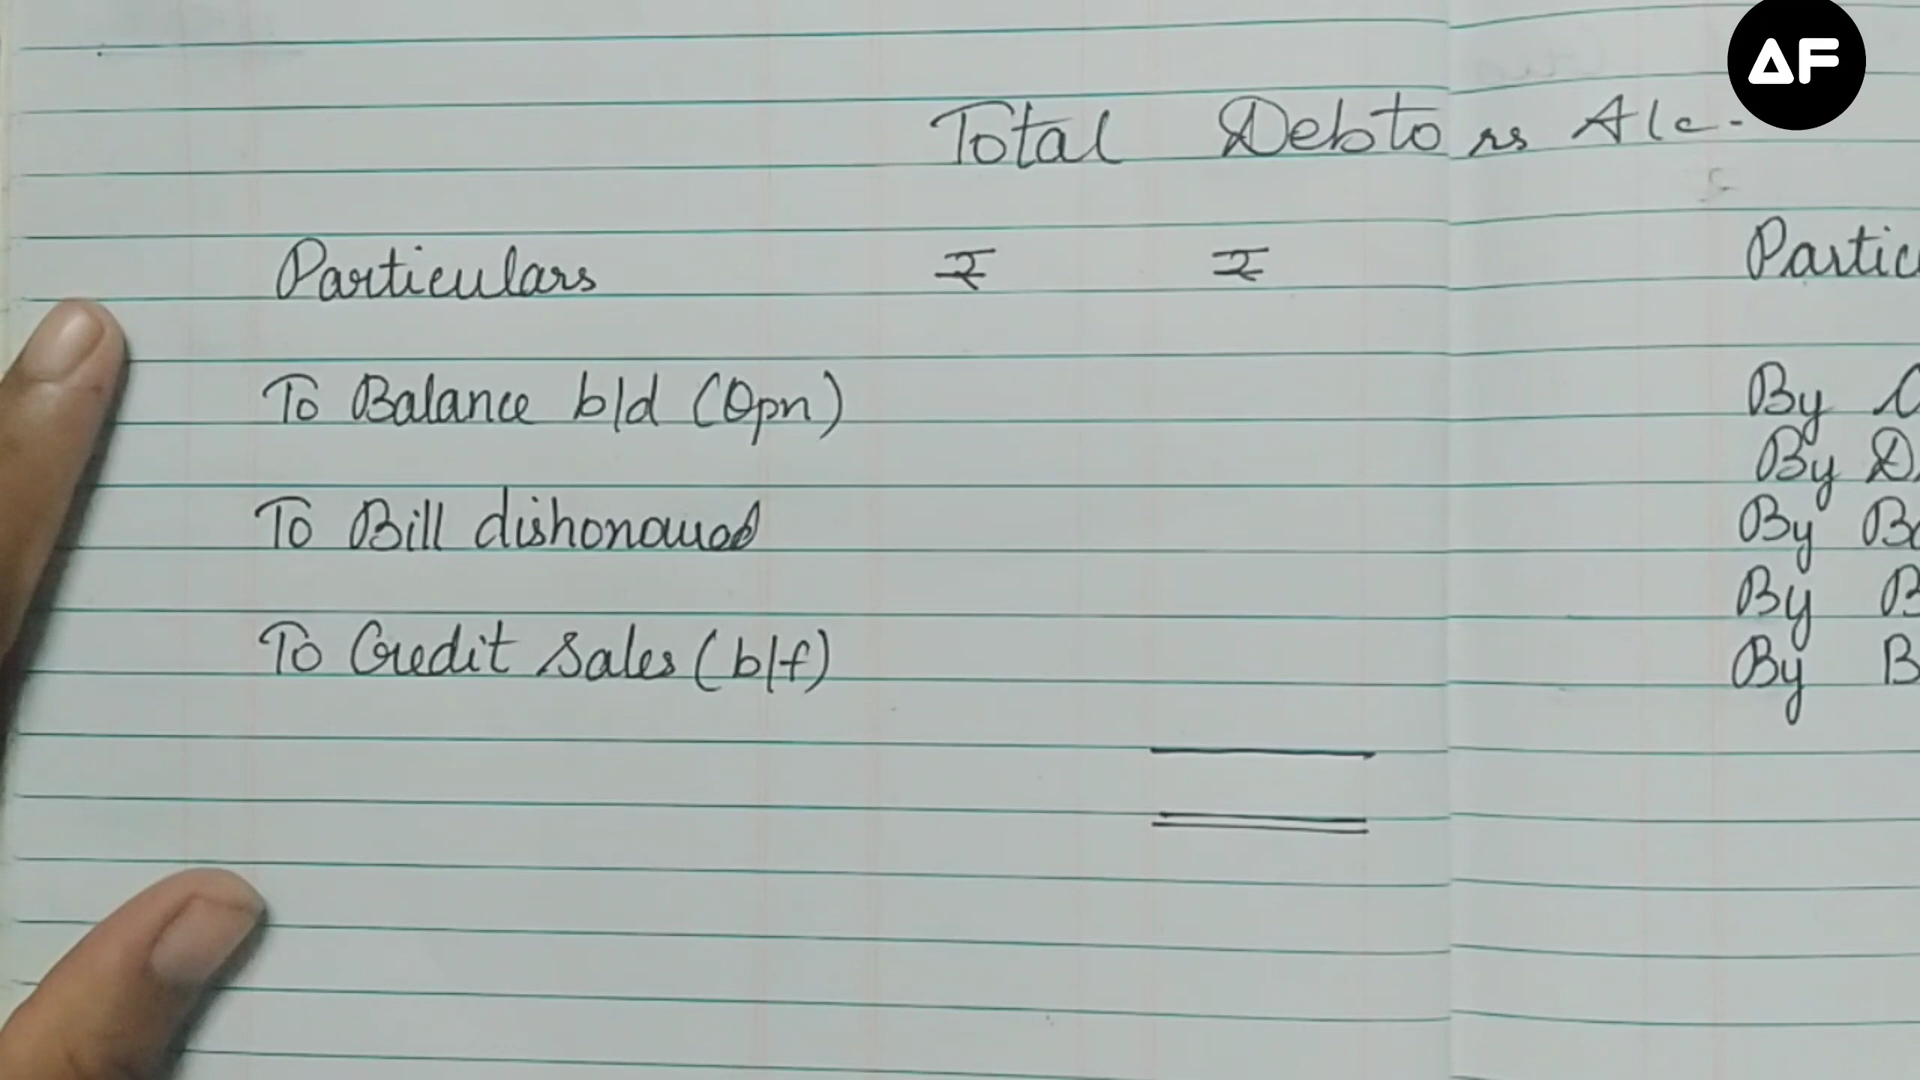 AF
Total Debtors A/c.
Particulars ₹ ₹ Partic
To Balance b/d (Opn) By C
By D
To Bill dishonoured By Ba
By B
To Credit Sales (b/f) By B